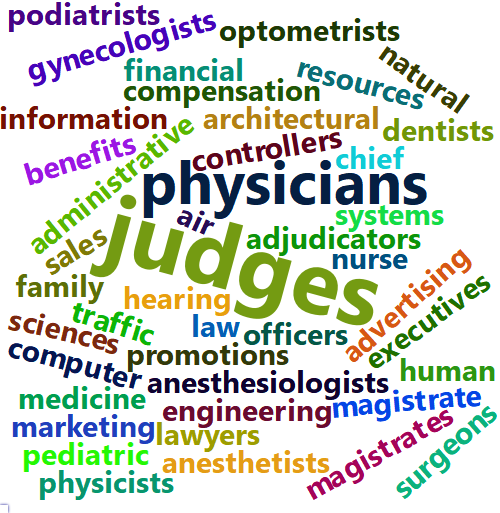 podiatrists
gynecologists
optometrists
natural
financial
resources
compensation
information
architectural
dentists
benefits
administrative
controllers
chief
physicians
air
systems
judges
adjudicators
sales
nurse
family
hearing
advertising
executives
sciences
traffic
law
officers
computer
promotions
human
anesthesiologists
medicine
engineering
magistrate
marketing
lawyers
magistrates
surgeons
pediatric
anesthetists
physicists